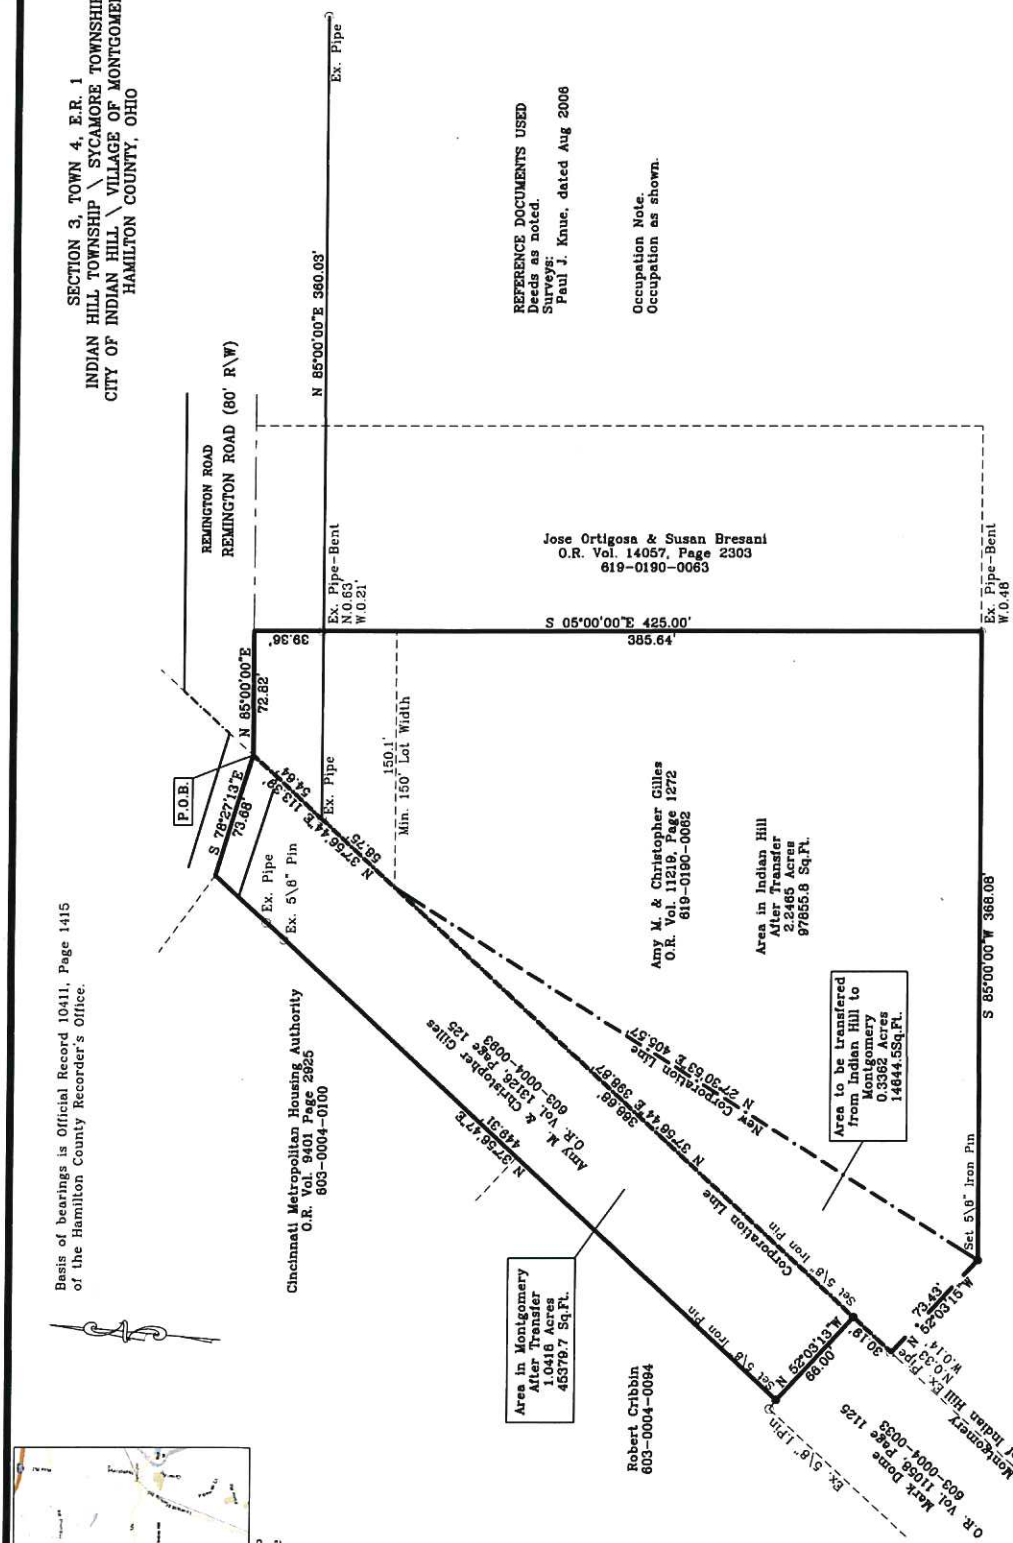 SECTION 3, TOWN 4, E.R. 1
INDIAN HILL TOWNSHIP \ SYCAMORE TOWNSHIP
CITY OF INDIAN HILL \ VILLAGE OF
HAMILTON COUNTY, OHIO
Basis of bearings is Official Record 10411, Page 1415
of the Hamilton County Recorder's Office.
REMINGTON ROAD
REMINGTON ROAD (80' R\W)
N 85°00'00"E 360.03'
Ex. Pipe
REFERENCE DOCUMENTS USED
Deeds as noted.
Surveys:
Paul J. Knue, dated Aug 2006
Occupation Note.
Occupation as shown.
P.O.B.
S 78°27'13"E
73.68'
N 85°00'00"E
72.82'
39.36'
Ex. Pipe-Bent
N.0.63'
W.0.21'
Jose Ortigosa & Susan Bresani
O.R. Vol. 14057, Page 2303
619-0190-0063
S 05°00'00"E 425.00'
385.64'
Ex. Pipe-Bent
W.0.48'
Ex. Pipe
Ex. 5\8" Pin
Ex. Pipe
54.64'
N 37°56'44"E 113.39'
58.75'
150.1'
Min. 150' Lot Width
Cincinnati Metropolitan Housing Authority
O.R. Vol. 9401 Page 2925
603-0004-0100
Amy M. & Christopher Gilles
O.R. Vol. 13126, Page 125
603-0004-0093
N 37°56'47"E
449.31'
Amy M. & Christopher Gilles
O.R. Vol. 11219, Page 1272
619-0190-0062
Area in Indian Hill
After Transfer
2.2465 Acres
97855.8 Sq.Ft.
N 27°30'53"E 405.57'
New Corporation Line
N 37°56'44"E 398.87'
368.68'
Corporation Line
Area to be transfered
from Indian Hill to
Montgomery
0.3362 Acres
14644.5Sq.Ft.
S 85°00'00"W 368.08'
Set 5\8" Iron Pin
Area in Montgomery
After Transfer
1.0418 Acres
45379.7 Sq.Ft.
Set 5\8" Iron Pin
Set 5\8" Iron Pin
N 52°03'13"W
66.00'
30.19'
73.43'
N 52°03'15"W
Ex. Pipe
N.0.33'
W.0.14'
Robert Cribbin
603-0004-0094
Ex. 5\8" I.Pin
Mark Dome
O.R. Vol. 11058, Page 1125
603-0004-0033
Montgomery
of Indian Hill